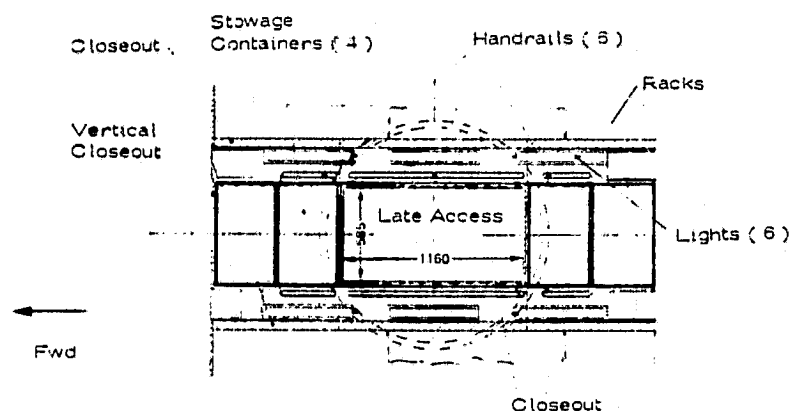 Stowage
Closeout Containers ( 4 )
Handrails ( 6 )
Racks
Vertical
Closeout
Late Access
1160
Lights ( 6 )
Fwd
Closeout